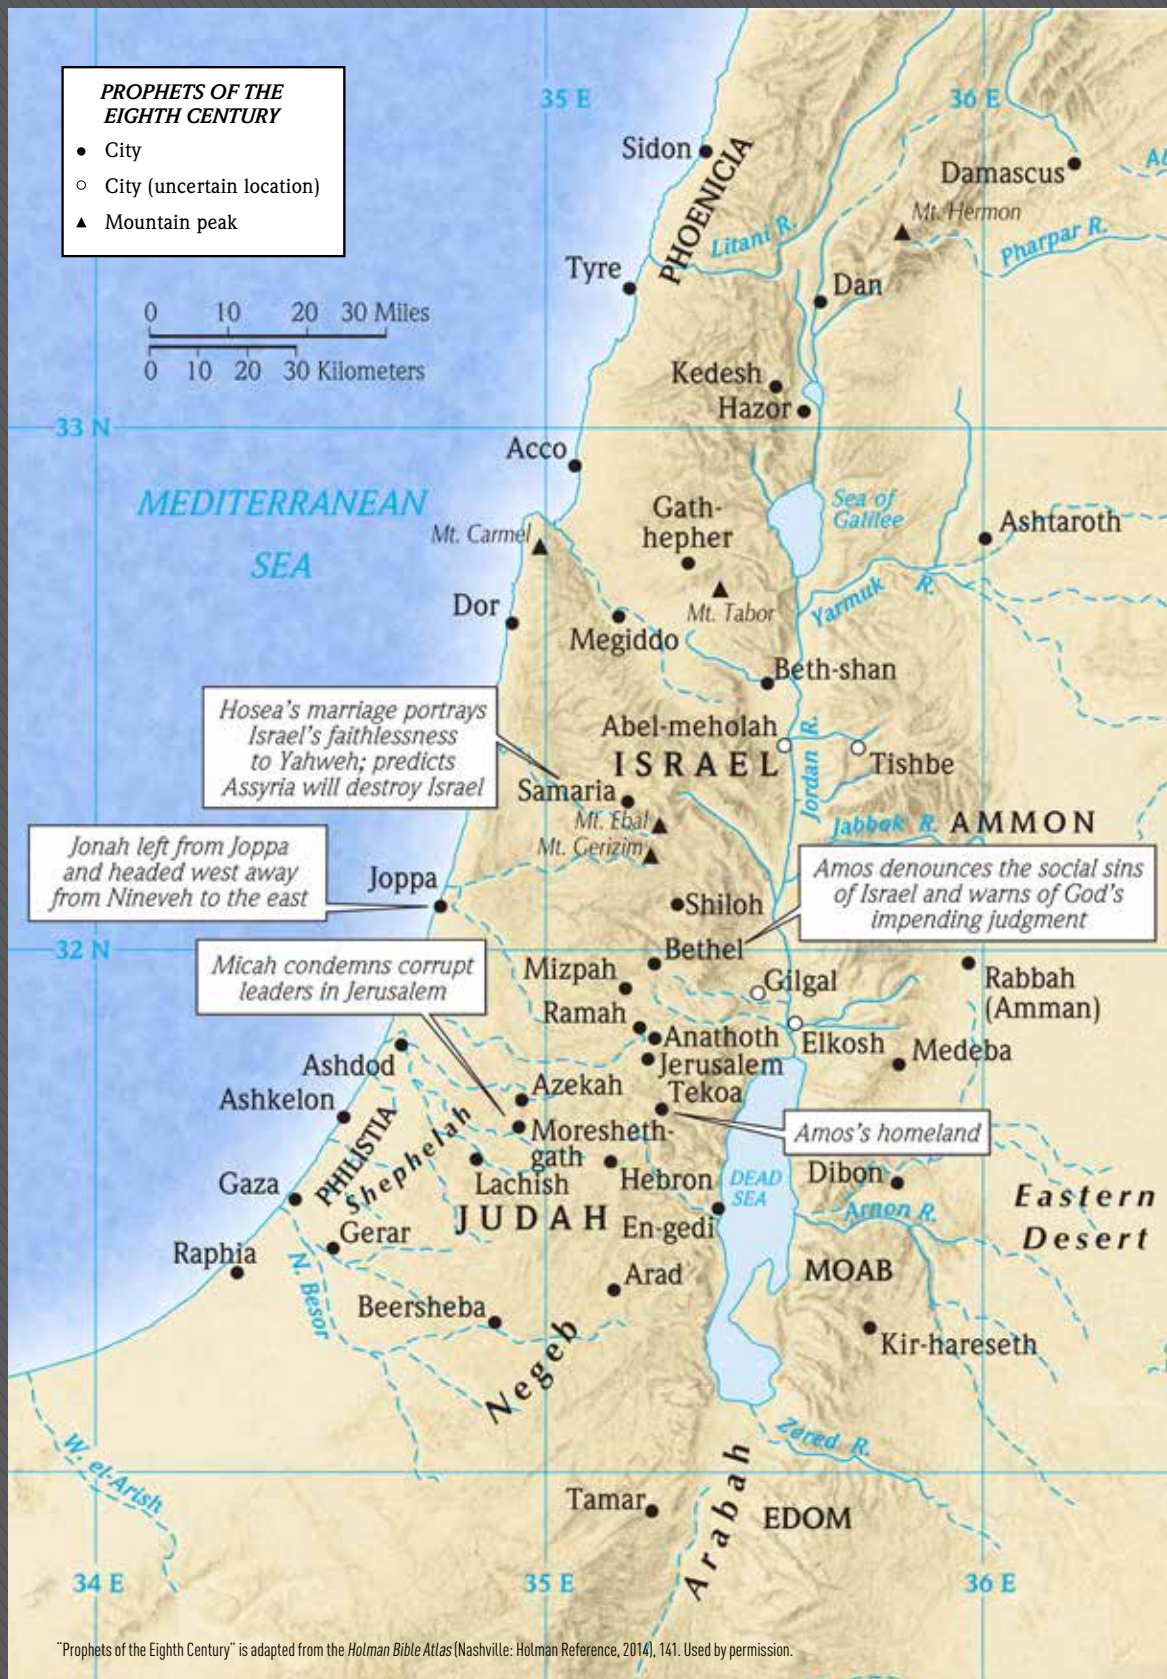 PROPHETS OF THE
EIGHTH CENTURY
City
City (uncertain location)
Mountain peak
35 E
36 E
Sidon
PHOENICIA
Damascus
Mt. Hermon
Litani R.
Pharpar R.
Tyre
Dan
0 10 20 30 Miles
0 10 20 30 Kilometers
Kedesh
Hazor
33 N
Acco
MEDITERRANEAN
SEA
Sea of
Galilee
Gath-
hepher
Ashtaroth
Mt. Carmel
Mt. Tabor
Yarmuk R.
Dor
Megiddo
Beth-shan
Hosea's marriage portrays
Israel's faithlessness
to Yahweh; predicts
Assyria will destroy Israel
Abel-meholah
ISRAEL
Jordan R.
Tishbe
Samaria
Mt. Ebal
Mt. Gerizim
Jabbok R.
AMMON
Jonah left from Joppa
and headed west away
from Nineveh to the east
Joppa
Amos denounces the social sins
of Israel and warns of God's
impending judgment
Shiloh
32 N
Bethel
Micah condemns corrupt
leaders in Jerusalem
Mizpah
Gilgal
Rabbah
(Amman)
Ramah
Anathoth
Elkosh
Medeba
Jerusalem
Ashdod
Azekah
Tekoa
Ashkelon
Amos's homeland
PHILISTIA
Shephelah
Moresheth-
gath
Lachish
Hebron
DEAD
SEA
Dibon
Gaza
JUDAH
En-gedi
Arnon R.
Eastern
Desert
Gerar
Raphia
N. Besor
Arad
MOAB
Beersheba
Kir-hareseth
Negeb
Zered R.
W. el-Arish
Tamar
Arabah
EDOM
34 E
35 E
36 E
"Prophets of the Eighth Century" is adapted from the Holman Bible Atlas (Nashville: Holman Reference, 2014), 141. Used by permission.